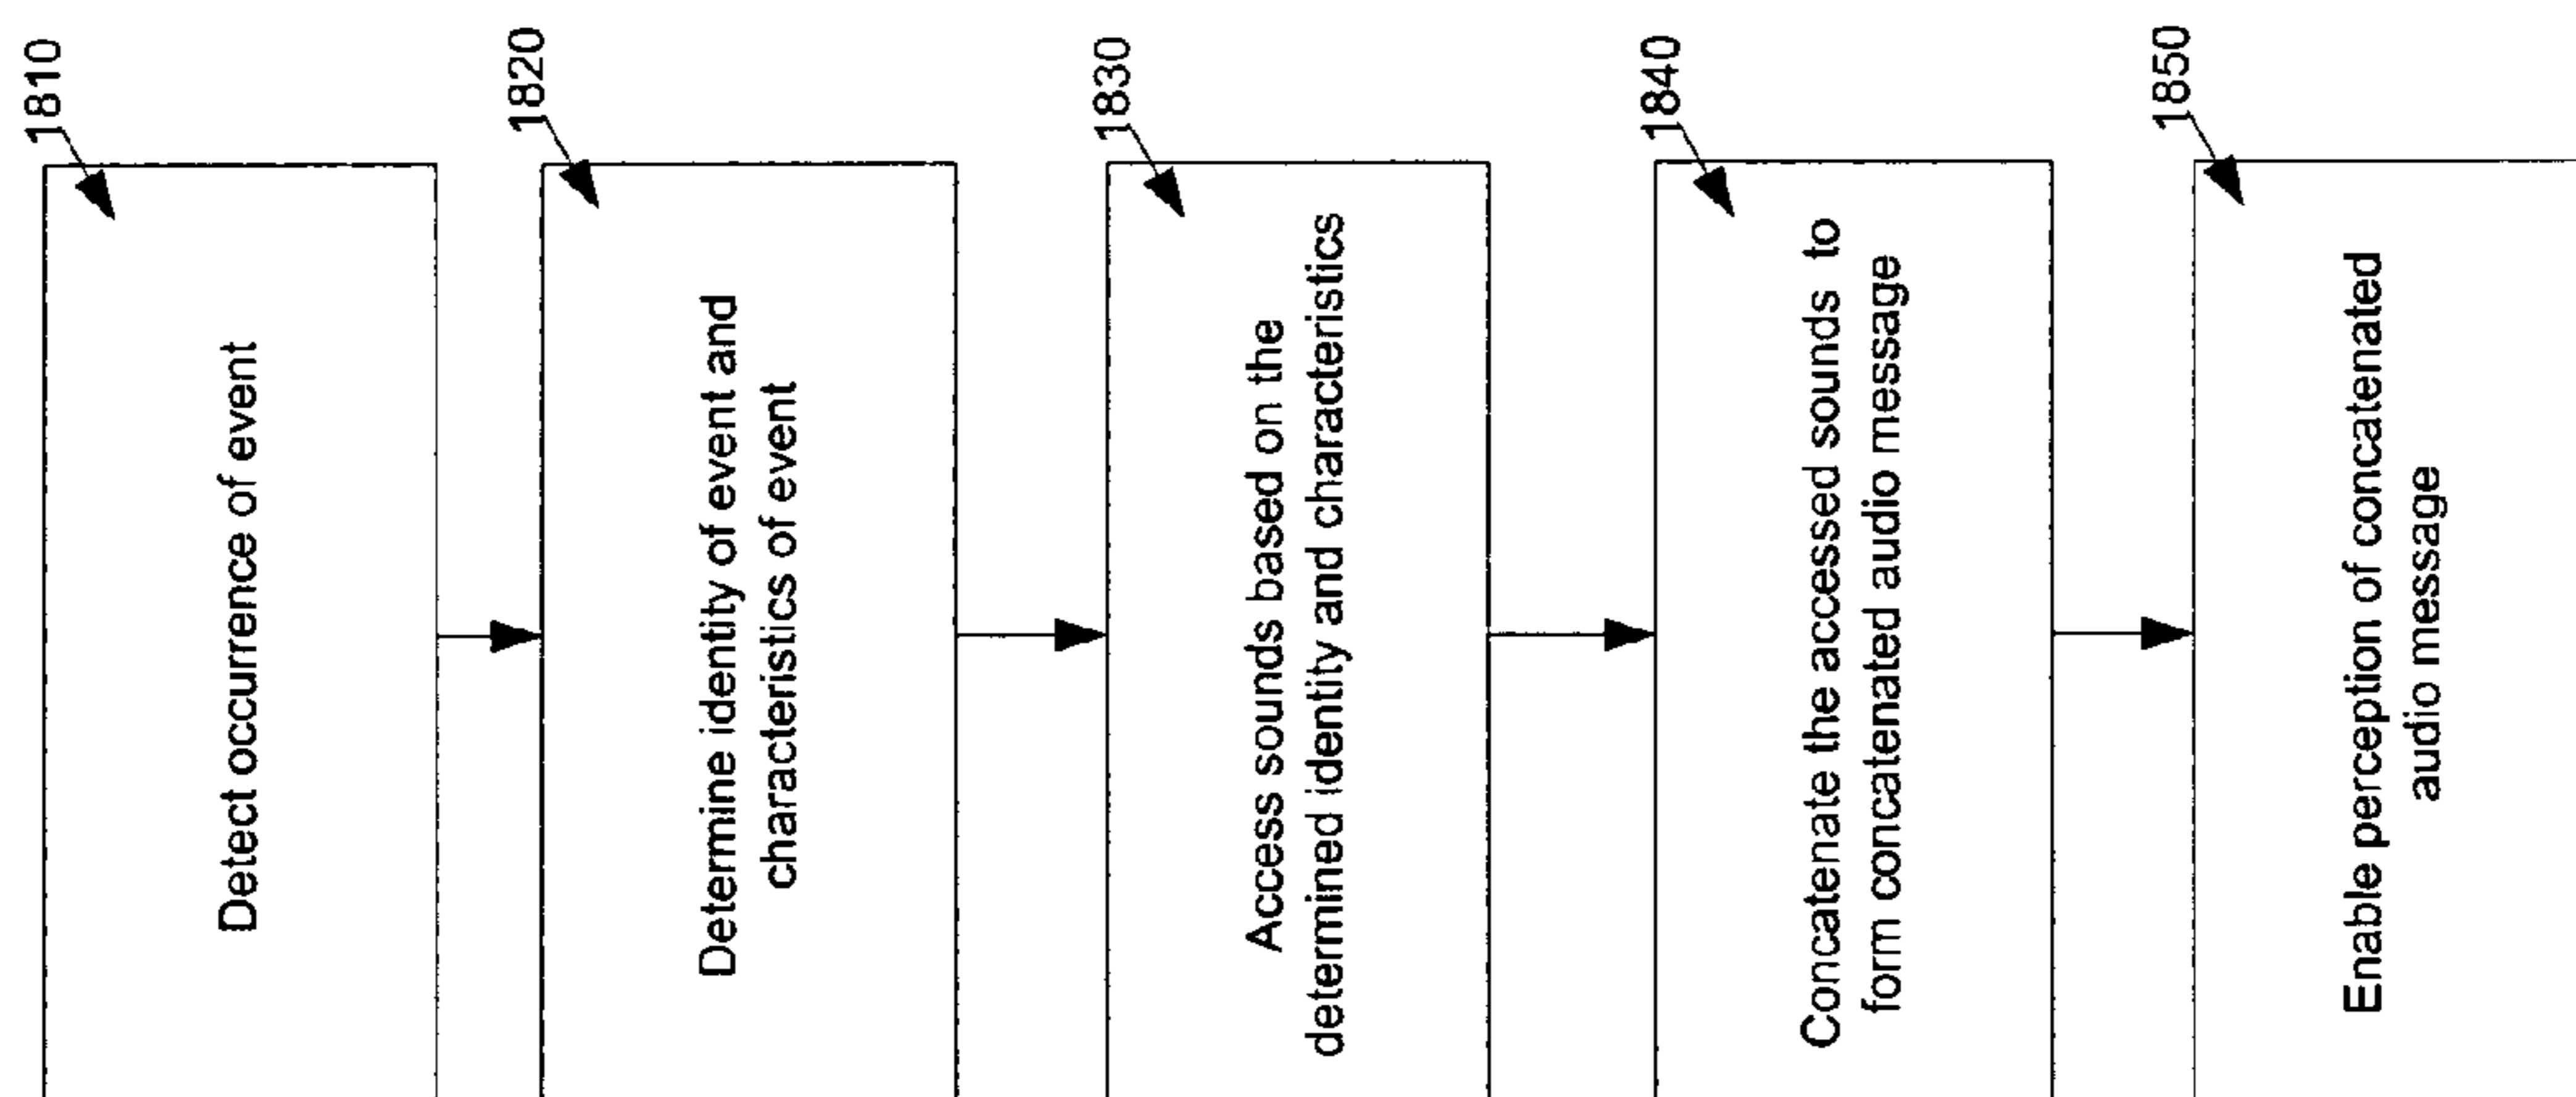 1810
Detect occurrence of event
1820
Determine identity of event and
characteristics of event
1830
Access sounds based on the
determined identity and characteristics
1840
Concatenate the accessed sounds to
form concatenated audio message
1850
Enable perception of concatenated
audio message